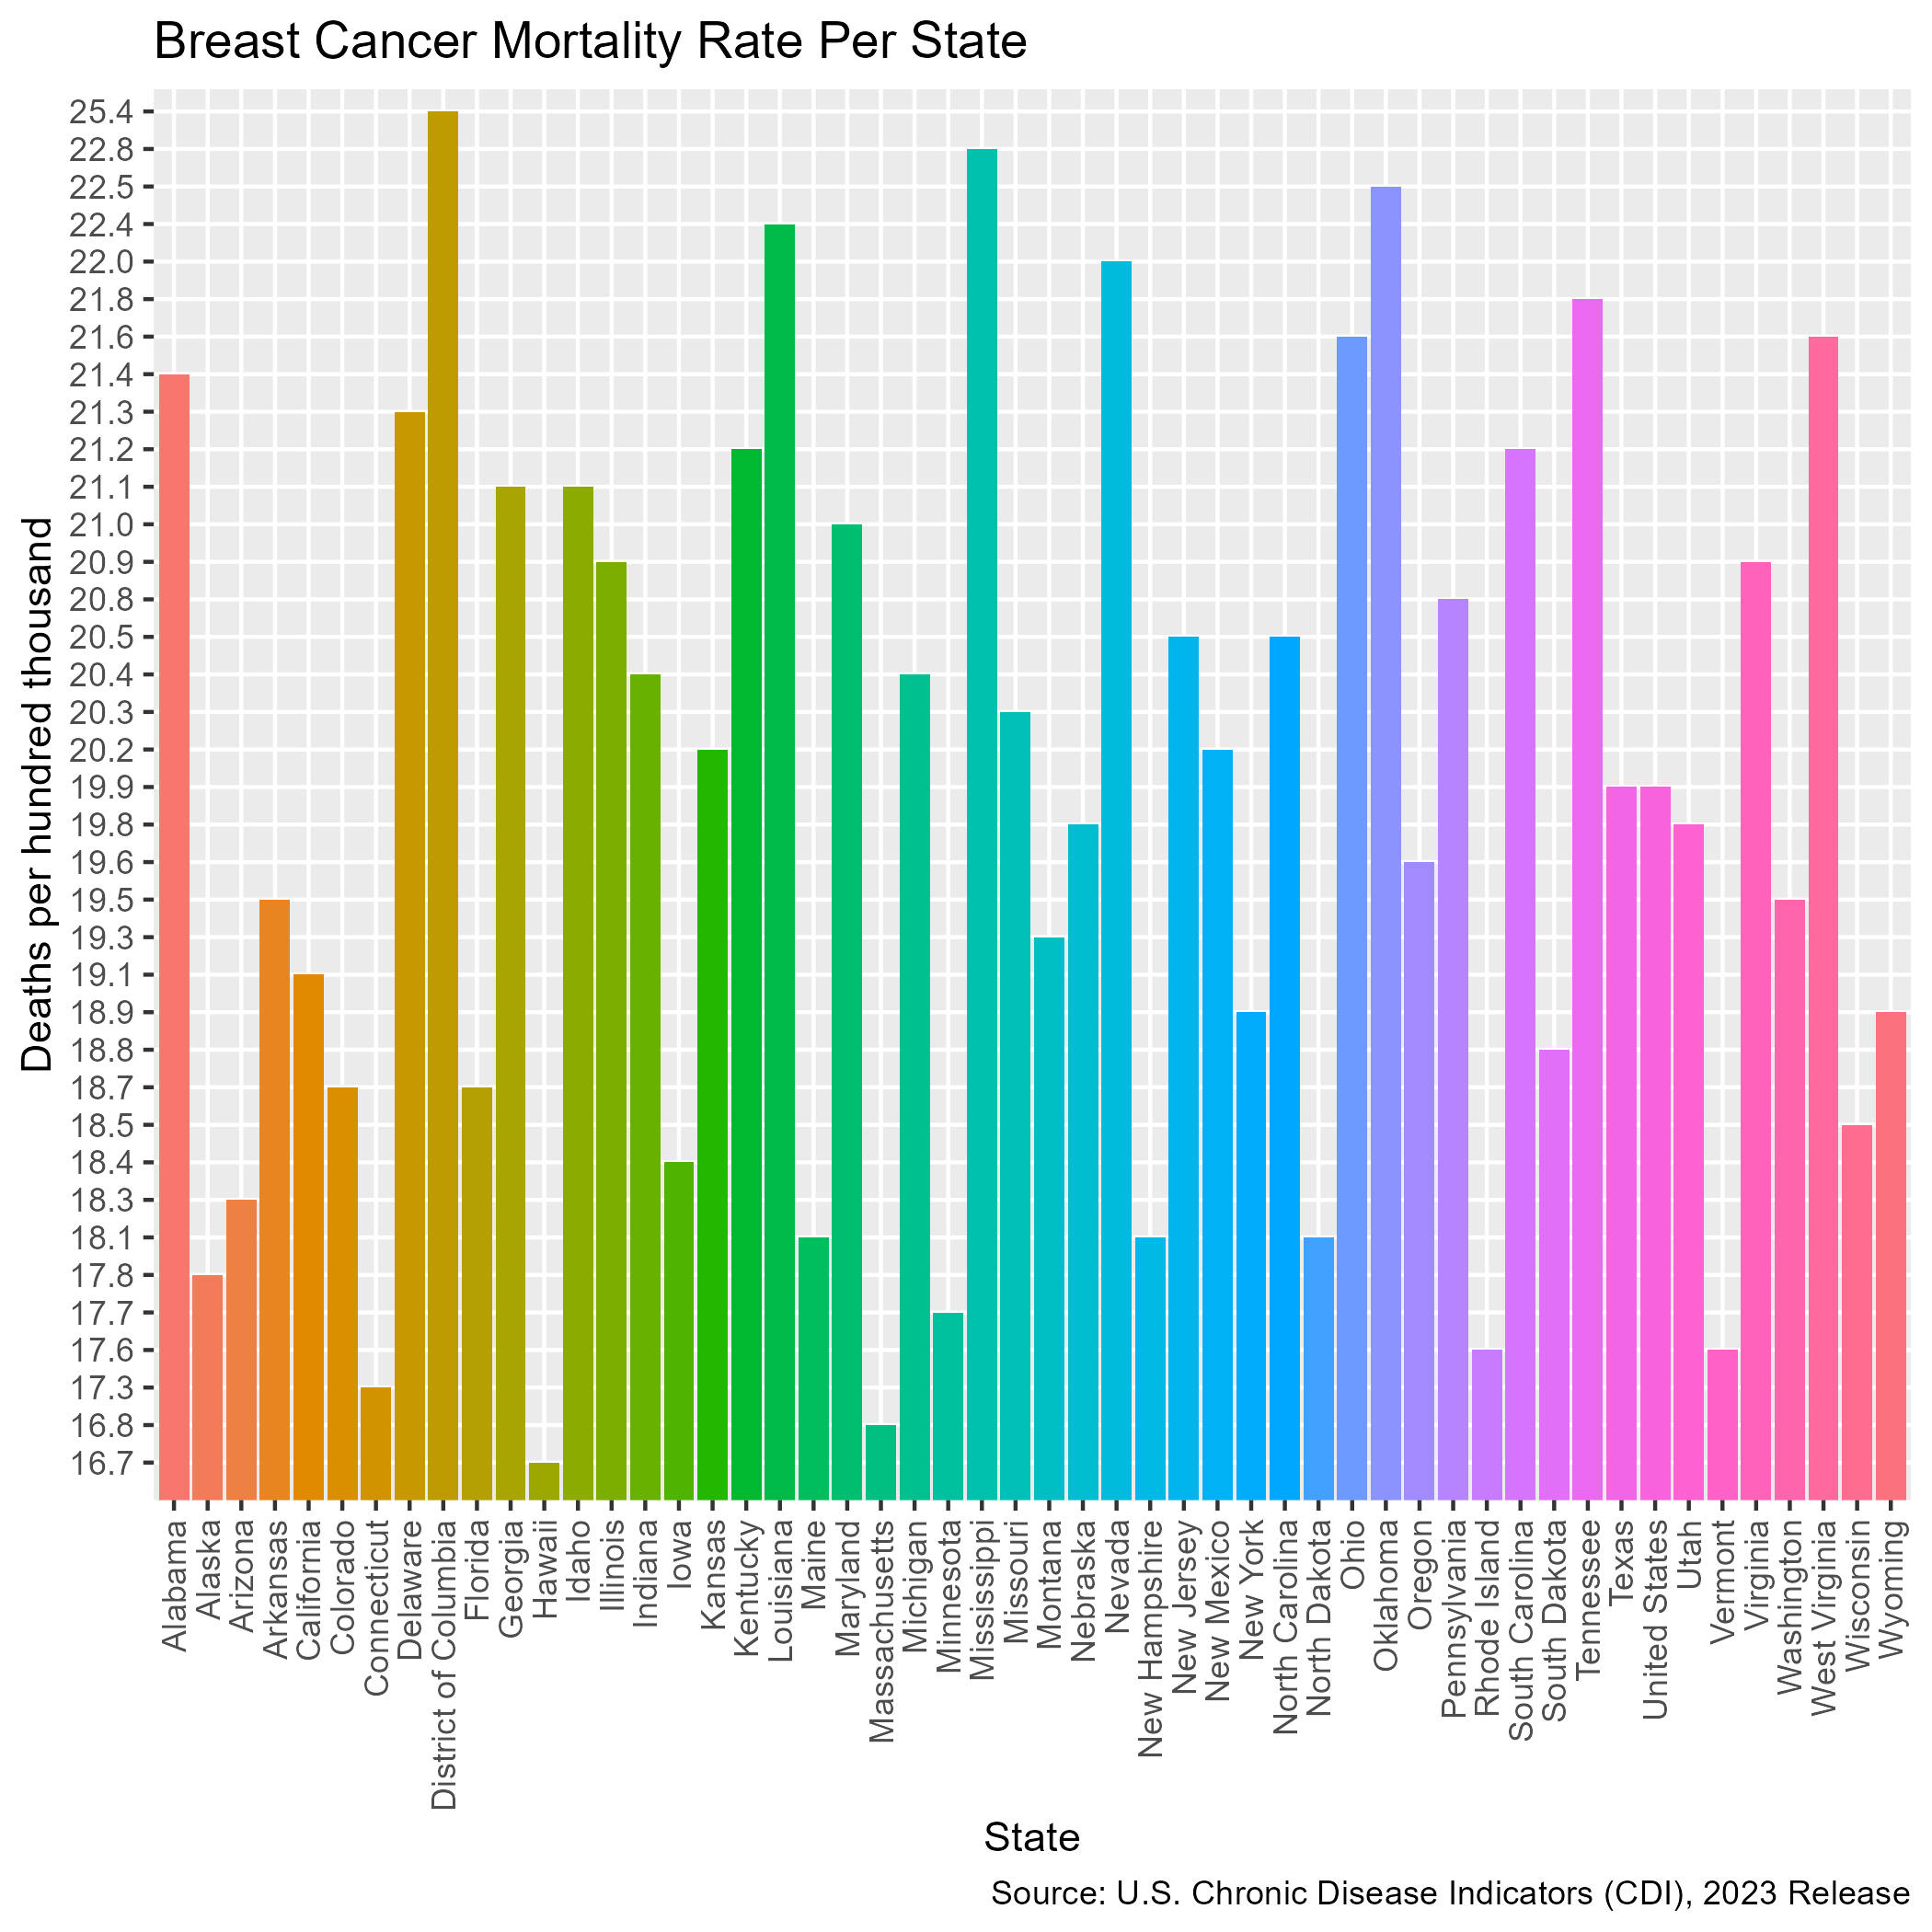 Breast Cancer Mortality Rate Per State
Deaths per hundred thousand
25.4
22.8
22.5
22.4
22.0
21.8
21.6
21.4
21.3
21.2
21.1
21.0
20.9
20.8
20.5
20.4
20.3
20.2
19.9
19.8
19.6
19.5
19.3
19.1
18.9
18.8
18.7
18.5
18.4
18.3
18.1
17.8
17.7
17.6
17.3
16.8
16.7
Alabama
Alaska
Arizona
Arkansas
California
Colorado
Connecticut
Delaware
District of Columbia
Florida
Georgia
Hawaii
Idaho
Illinois
Indiana
Iowa
Kansas
Kentucky
Louisiana
Maine
Maryland
Massachusetts
Michigan
Minnesota
Mississippi
Missouri
Montana
Nebraska
Nevada
New Hampshire
New Jersey
New Mexico
New York
North Carolina
North Dakota
Ohio
Oklahoma
Oregon
Pennsylvania
Rhode Island
South Carolina
South Dakota
Tennessee
Texas
United States
Utah
Vermont
Virginia
Washington
West Virginia
Wisconsin
Wyoming
State
Source: U.S. Chronic Disease Indicators (CDI), 2023 Release